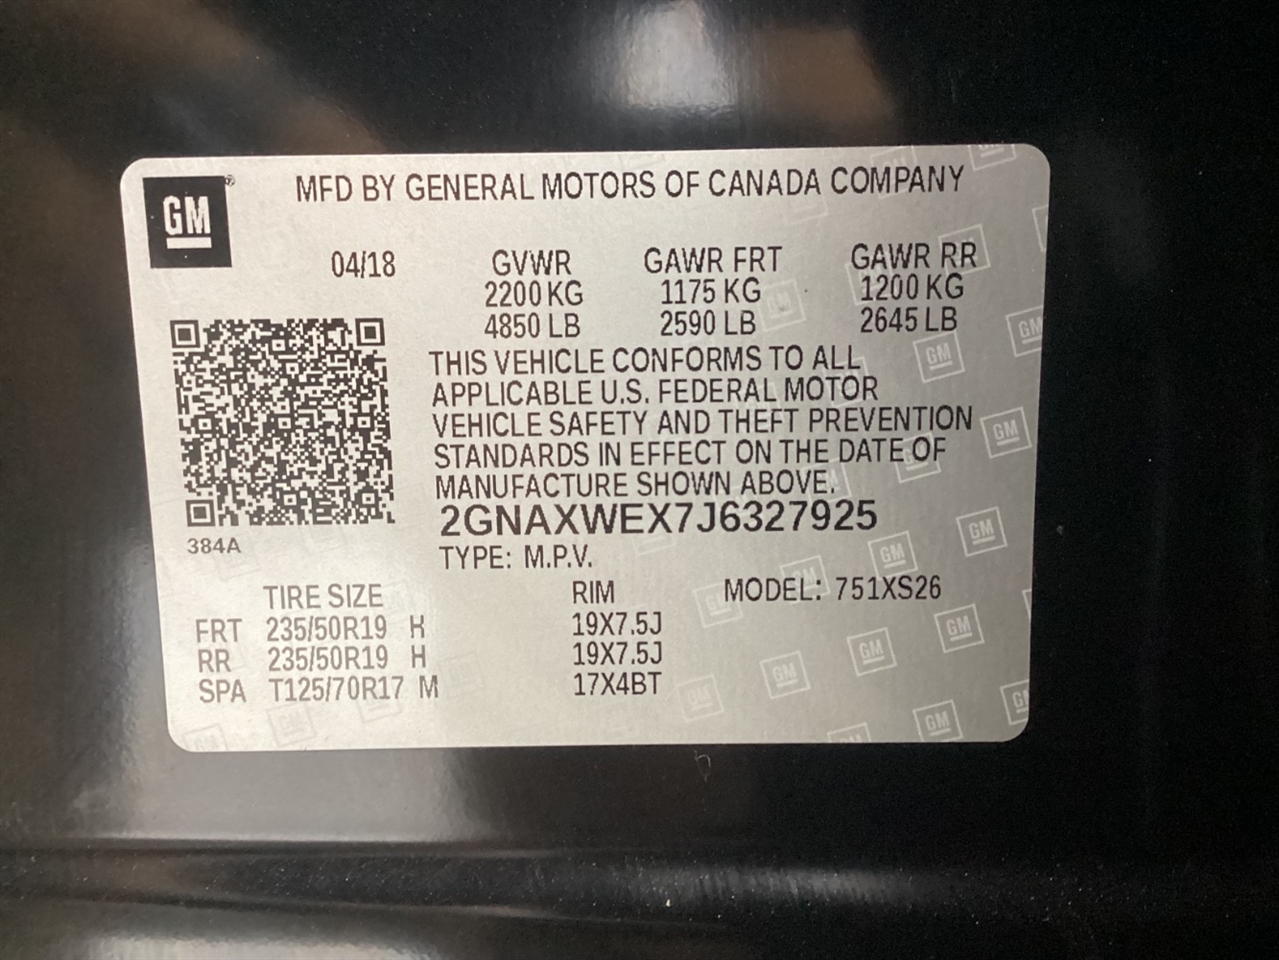 GM®
MFD BY GENERAL MOTORS OF CANADA COMPANY
04/18 GVWR GAWR FRT GAWR RR
2200 KG 1175 KG 1200 KG
4850 LB 2590 LB 2645 LB
THIS VEHICLE CONFORMS TO ALL
APPLICABLE U.S. FEDERAL MOTOR
VEHICLE SAFETY AND THEFT PREVENTION
STANDARDS IN EFFECT ON THE DATE OF
MANUFACTURE SHOWN ABOVE.
2GNAXWEX7J6327925
384A
TYPE: M.P.V.
TIRE SIZE RIM MODEL: 751XS26
FRT 235/50R19 H 19X7.5J
RR 235/50R19 H 19X7.5J
SPA T125/70R17 M 17X4BT